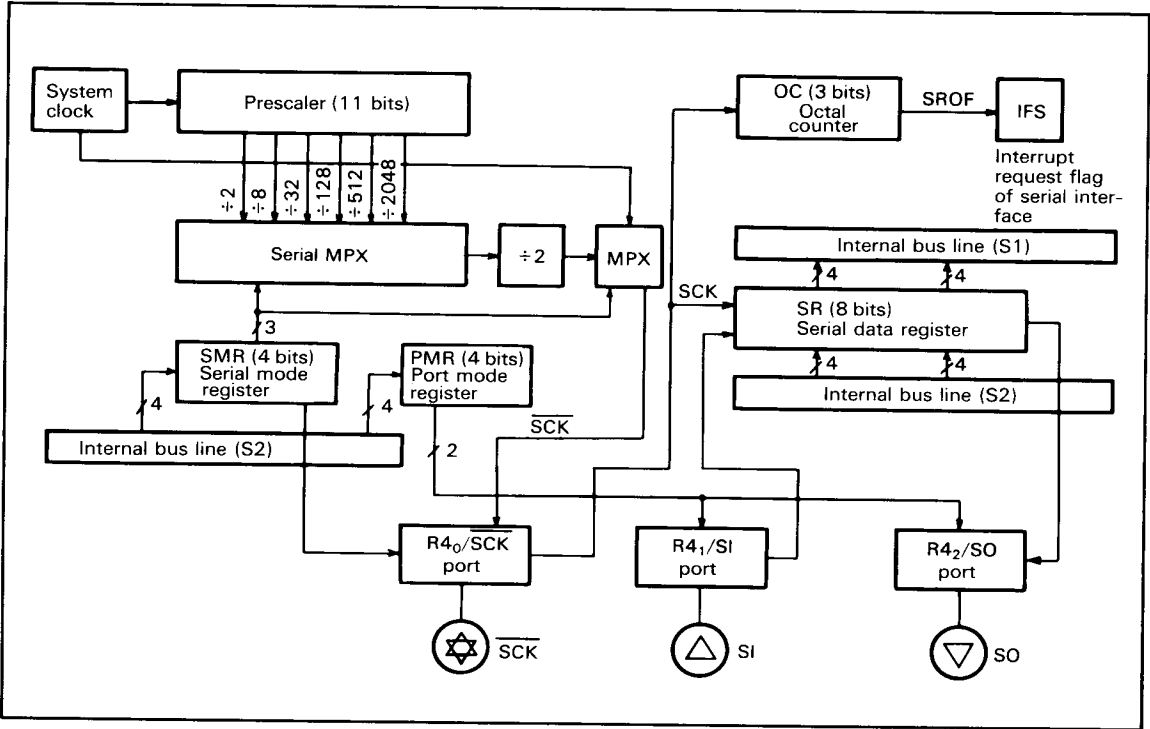 System
clock
Prescaler (11 bits)
OC (3 bits)
Octal
counter
SROF
IFS
Interrupt
request flag
of serial inter-
face
÷2
÷8
÷32
÷128
÷512
÷2048
Serial MPX
÷2
MPX
Internal bus line (S1)
4
4
SCK
SR (8 bits)
Serial data register
4
4
Internal bus line (S2)
3
SMR (4 bits)
Serial mode
register
PMR (4 bits)
Port mode
register
4
4
Internal bus line (S2)
2
S̅C̅K̅
R4₀/S̅C̅K̅
port
R4₁/SI
port
R4₂/SO
port
S̅C̅K̅
SI
SO